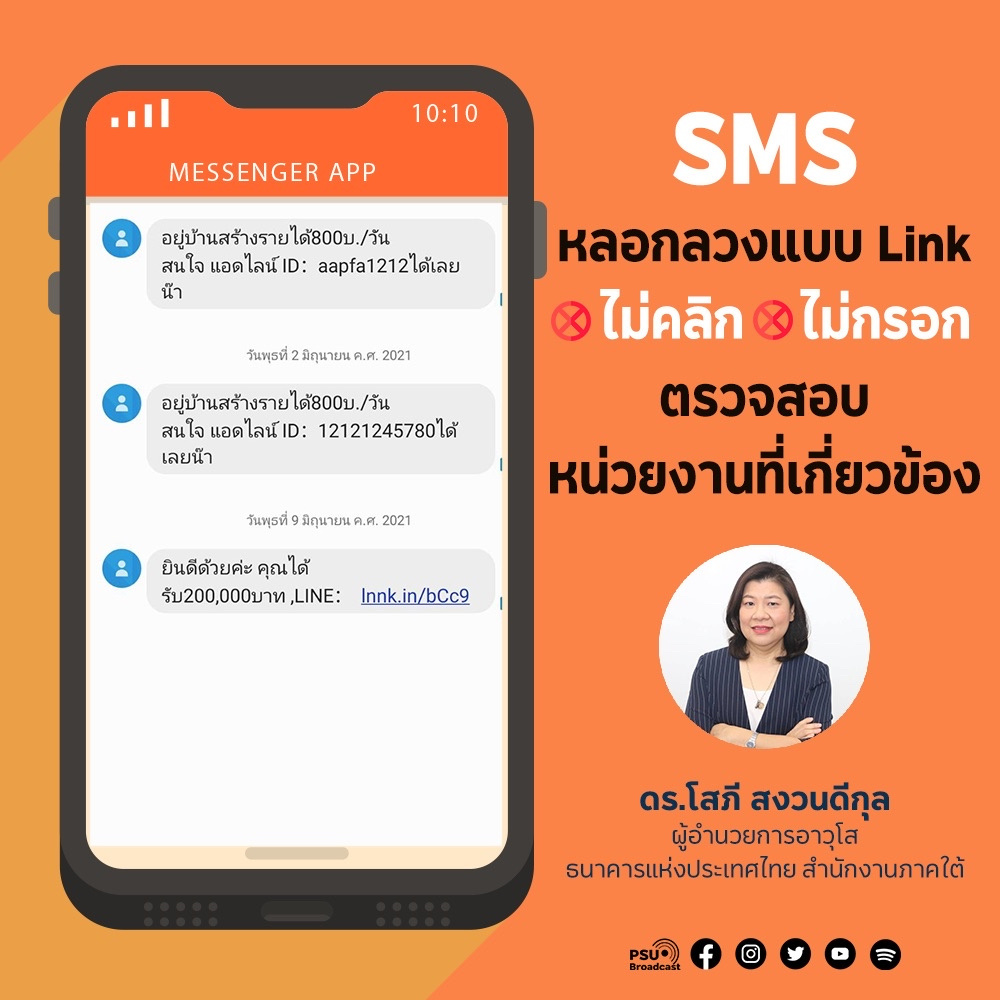 10:10
MESSENGER APP
อยู่บ้านสร้างรายได้800บ./วัน
สนใจ แอดไลน์ ID: aapfa1212ได้เลย
น๊า
วันพุธที่ 2 มิถุนายน ค.ศ. 2021
อยู่บ้านสร้างรายได้800บ./วัน
สนใจ แอดไลน์ ID: 12121245780ได้
เลยน๊า
วันพุธที่ 9 มิถุนายน ค.ศ. 2021
ยินดีด้วยค่ะ คุณได้
รับ200,000บาท ,LINE: lnnk.in/bCc9
SMS
หลอกลวงแบบ Link
ไม่คลิก ไม่กรอก
ตรวจสอบ
หน่วยงานที่เกี่ยวข้อง
ดร.โสภี สงวนดีกุล
ผู้อำนวยการอาวุโส
ธนาคารแห่งประเทศไทย สำนักงานภาคใต้
PSU
Broadcast